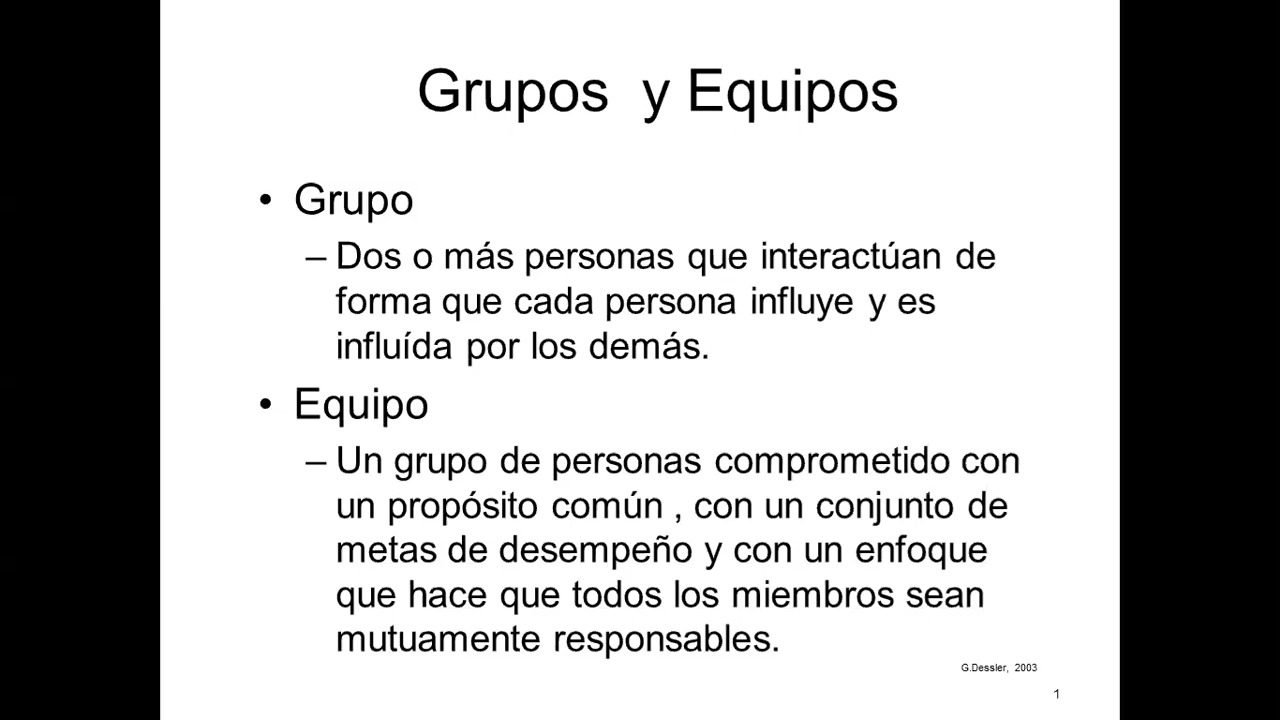 Grupos y Equipos
• Grupo
– Dos o más personas que interactúan de
forma que cada persona influye y es
influída por los demás.
• Equipo
– Un grupo de personas comprometido con
un propósito común , con un conjunto de
metas de desempeño y con un enfoque
que hace que todos los miembros sean
mutuamente responsables.
G.Dessler, 2003
1